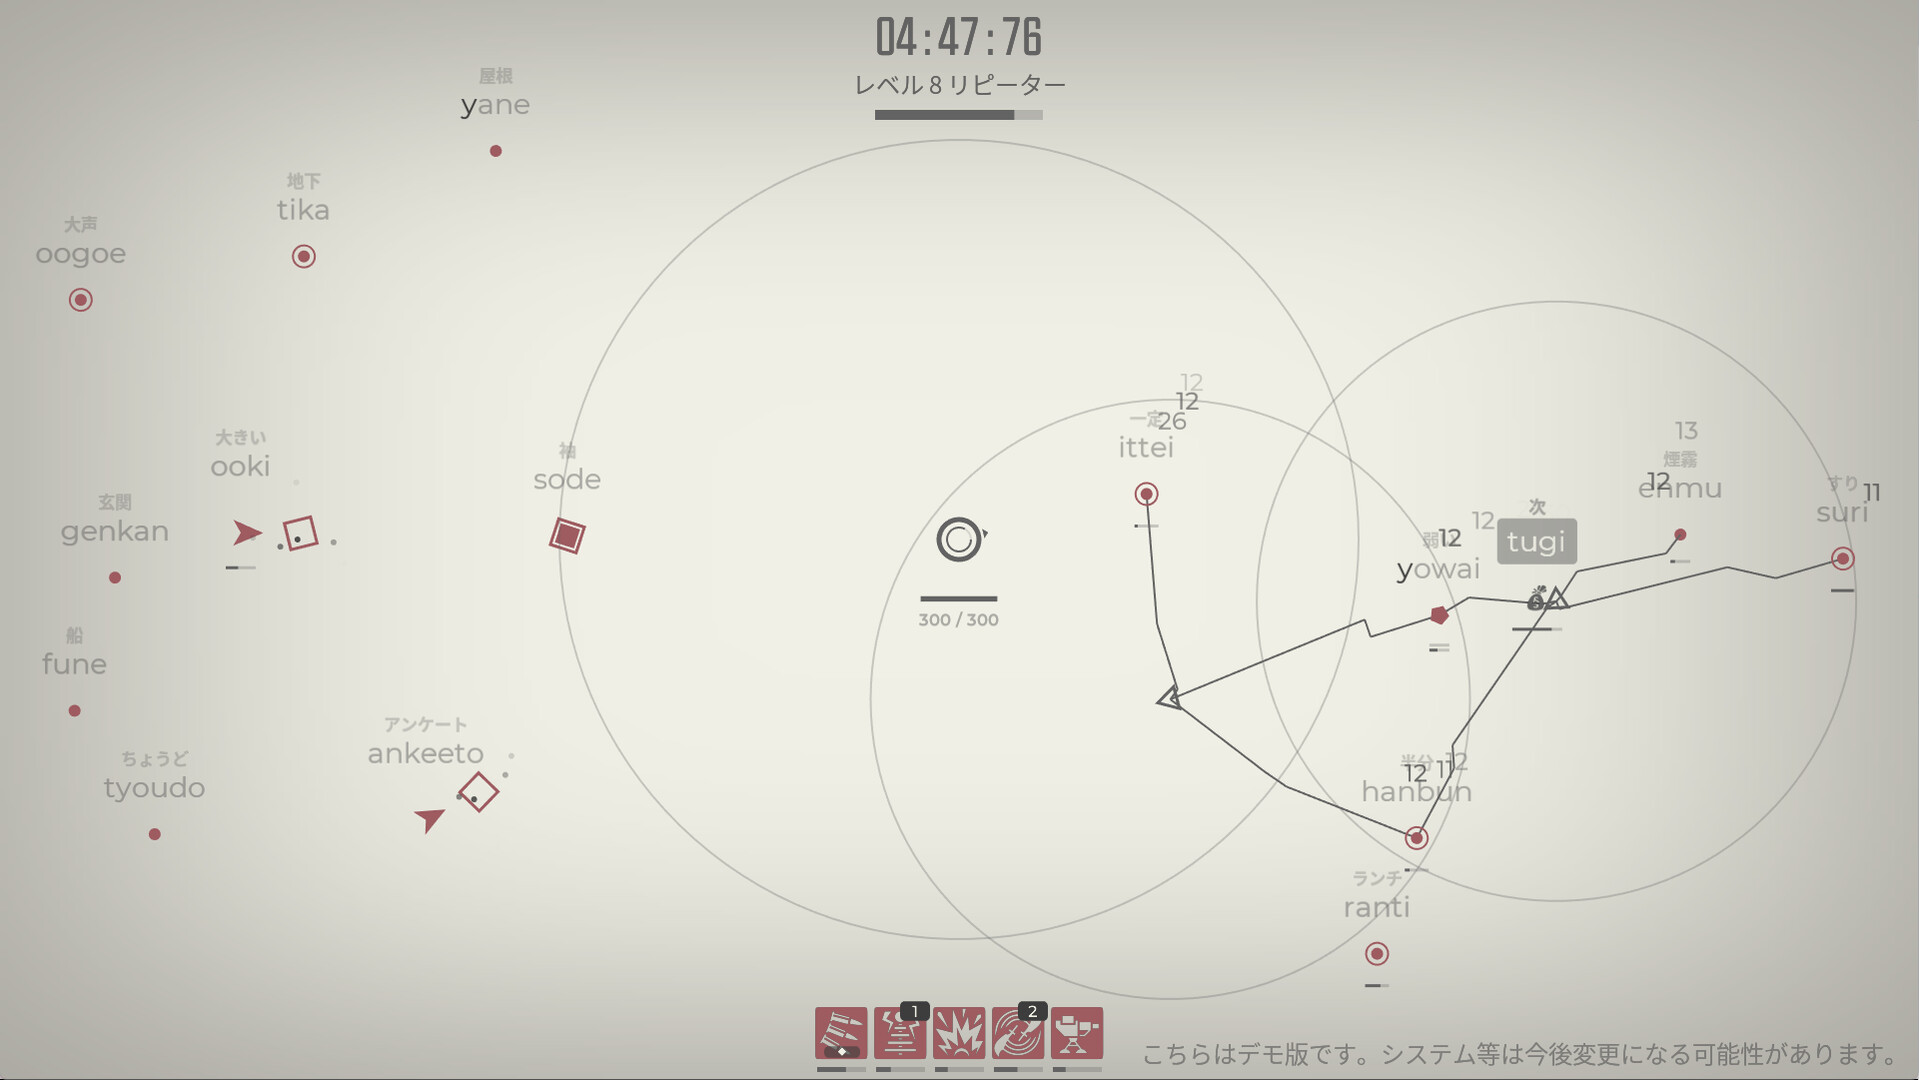 04:47:76
レベル 8 リピーター
屋根
yane
地下
tika
大声
oogoe
大きい
ooki
玄関
genkan
袖
sode
船
fune
ちょうど
tyoudo
アンケート
ankeeto
300 / 300
12
12
26
一定
ittei
13
煙霧
12
enmu
すり
11
suri
次
tugi
12
12
yowai
半分
12
11
12
hanbun
ランチ
ranti
1
2
こちらはデモ版です。システム等は今後変更になる可能性があります。